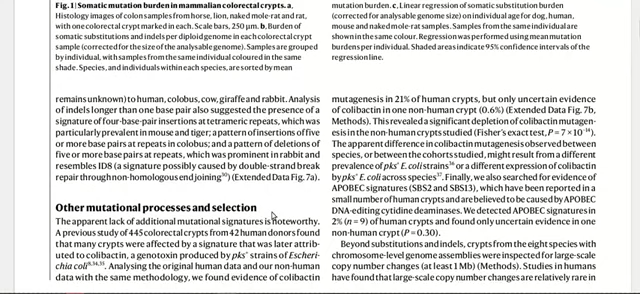 Fig. 1 | Somatic mutation burden in mammalian colorectal crypts. a,
Histology images of colon samples from horse, lion, naked mole-rat and rat,
with one colorectal crypt marked in each. Scale bars, 250 μm. b, Burden of
somatic substitutions and indels per diploid genome in each colorectal crypt
sample (corrected for the size of the analysable genome). Samples are grouped
by individual, with samples from the same individual coloured in the same
shade. Species, and individuals within each species, are sorted by mean
mutation burden. c, Linear regression of somatic substitution burden
(corrected for analysable genome size) on individual age for dog, human,
mouse and naked mole-rat samples. Samples from the same individual are
shown in the same colour. Regression was performed using mean mutation
burdens per individual. Shaded areas indicate 95% confidence intervals of the
regression line.
remains unknown) to human, colobus, cow, giraffe and rabbit. Analysis
of indels longer than one base pair also suggested the presence of a
signature of four-base-pair insertions at tetrameric repeats, which was
particularly prevalent in mouse and tiger; a pattern of insertions of five
or more base pairs at repeats in colobus; and a pattern of deletions of
five or more base pairs at repeats, which was prominent in rabbit and
resembles ID8 (a signature possibly caused by double-strand break
repair through non-homologous end joining³⁰) (Extended Data Fig. 7a).
Other mutational processes and selection
The apparent lack of additional mutational signatures is noteworthy.
A previous study of 445 colorectal crypts from 42 human donors found
that many crypts were affected by a signature that was later attrib-
uted to colibactin, a genotoxin produced by pks⁺ strains of Escheri-
chia coli⁸,³⁴,³⁵. Analysing the original human data and our non-human
data with the same methodology, we found evidence of colibactin
mutagenesis in 21% of human crypts, but only uncertain evidence
of colibactin in one non-human crypt (0.6%) (Extended Data Fig. 7b,
Methods). This revealed a significant depletion of colibactin mutagen-
esis in the non-human crypts studied (Fisher's exact test, P = 7 × 10⁻¹⁴).
The apparent difference in colibactin mutagenesis observed between
species, or between the cohorts studied, might result from a different
prevalence of pks⁺ E. coli strains³⁶ or a different expression of colibactin
by pks⁺ E. coli across species³⁷. Finally, we also searched for evidence of
APOBEC signatures (SBS2 and SBS13), which have been reported in a
small number of human crypts and are believed to be caused by APOBEC
DNA-editing cytidine deaminases. We detected APOBEC signatures in
2% (n = 9) of human crypts and found only uncertain evidence in one
non-human crypt (P = 0.30).
Beyond substitutions and indels, crypts from the eight species with
chromosome-level genome assemblies were inspected for large-scale
copy number changes (at least 1 Mb) (Methods). Studies in humans
have found that large-scale copy number changes are relatively rare in